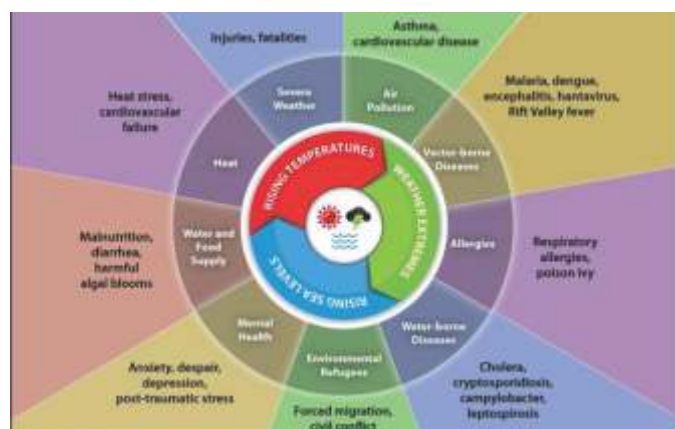 Injuries, fatalities
Asthma,
cardiovascular disease
Heat stress,
cardiovascular
failure
Severe
Weather
Air
Pollution
Malaria, dengue,
encephalitis, hantavirus,
Rift Valley fever
Heat
Vector-borne
Diseases
RISING TEMPERATURES
WEATHER EXTREMES
RISING SEA LEVELS
Malnutrition,
diarrhea,
harmful
algal blooms
Water and
Food
Supply
Allergies
Respiratory
allergies,
poison ivy
Mental
Health
Water-borne
Diseases
Environmental
Refugees
Anxiety, despair,
depression,
post-traumatic stress
Cholera,
cryptosporidiosis,
campylobacter,
leptospirosis
Forced migration,
civil conflict